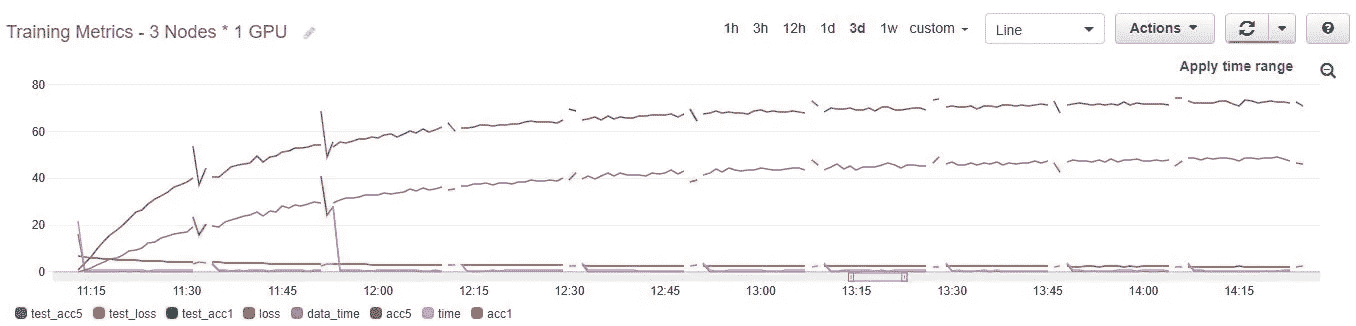 Training Metrics - 3 Nodes * 1 GPU 1h 3h 12h 1d 3d 1w custom Line Actions ?
Apply time range
80
60
40
20
0
11:15 11:30 11:45 12:00 12:15 12:30 12:45 13:00 13:15 13:30 13:45 14:00 14:15
test_acc5 test_loss test_acc1 loss data_time acc5 time acc1